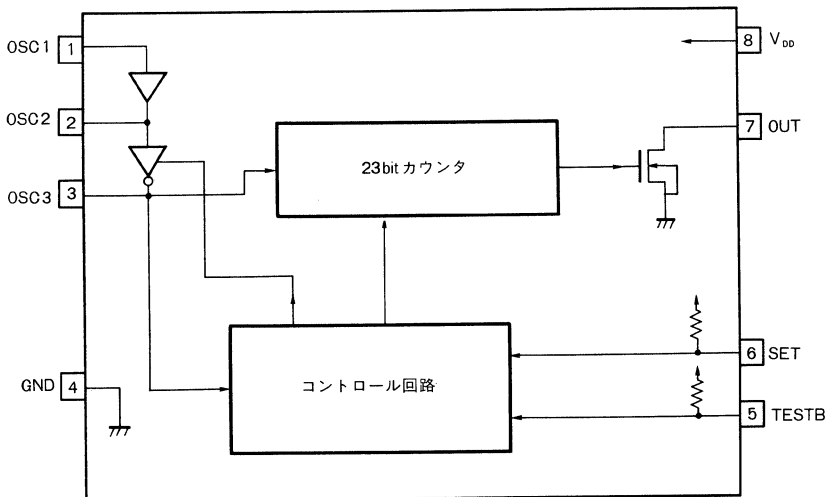 OSC1 1
OSC2 2
OSC3 3
GND 4
23bitカウンタ
コントロール回路
8 VDD
7 OUT
6 SET
5 TESTB